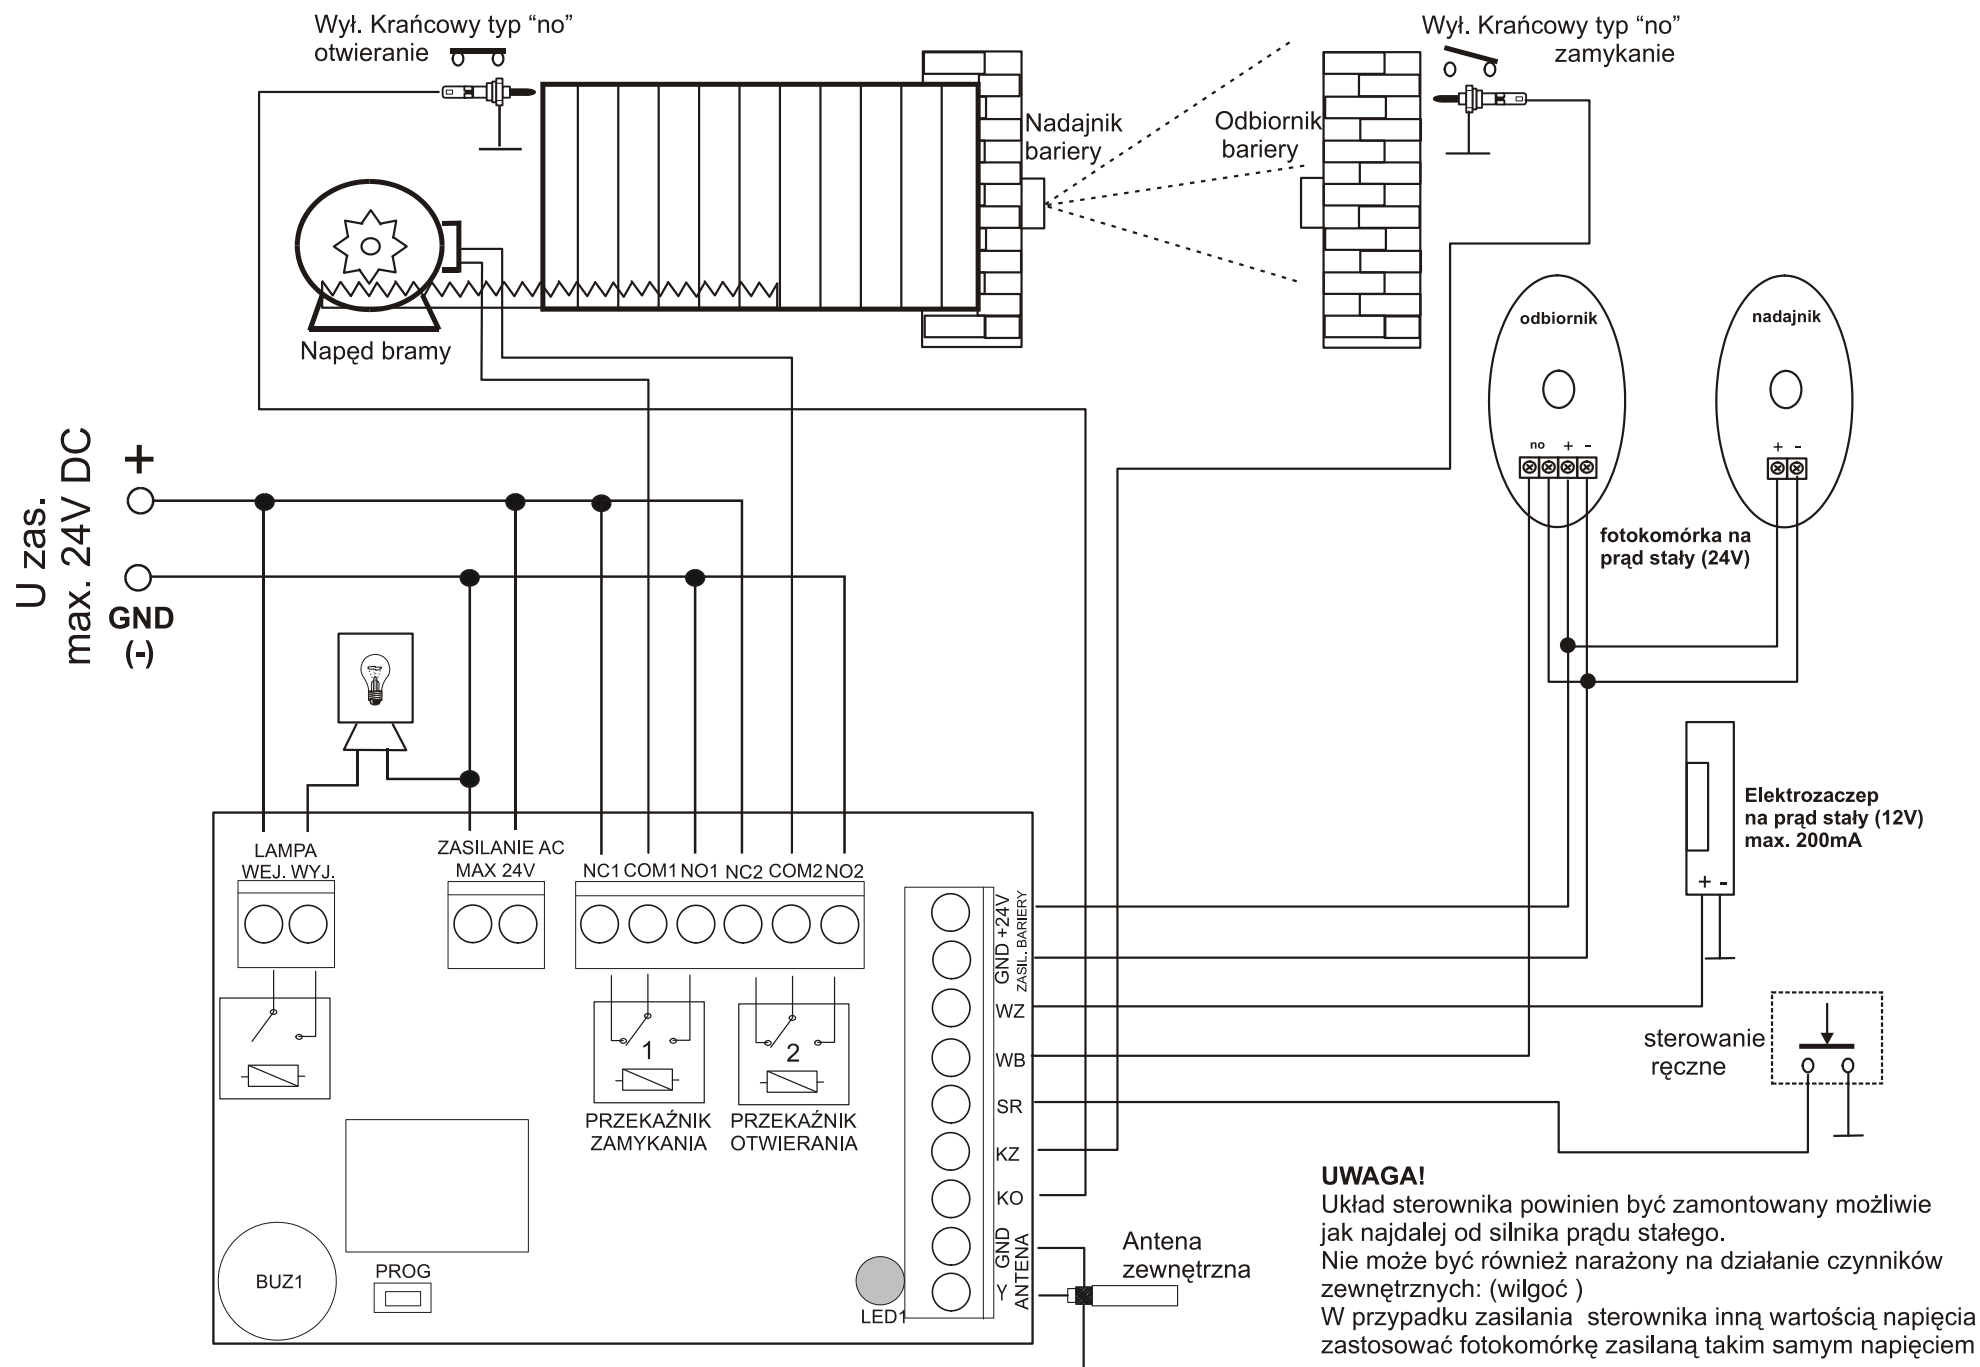 Wył. Krańcowy typ “no”
otwieranie
Wył. Krańcowy typ “no”
zamykanie
Nadajnik
bariery
Odbiornik
bariery
Napęd bramy
odbiornik
no + -
nadajnik
+ -
fotokomórka na
prąd stały (24V)
U zas.
max. 24V DC
+
GND
(-)
Elektrozaczep
na prąd stały (12V)
max. 200mA
+ -
LAMPA
WEJ. WYJ.
ZASILANIE AC
MAX 24V
NC1 COM1 NO1 NC2 COM2 NO2
GND +24V
ZASIL. BARIERY
WZ
WB
SR
KZ
KO
GND
Y
ANTENA
1
2
PRZEKAŹNIK
ZAMYKANIA
PRZEKAŹNIK
OTWIERANIA
sterowanie
ręczne
BUZ1
PROG
LED1
Antena
zewnętrzna
UWAGA!
Układ sterownika powinien być zamontowany możliwie
jak najdalej od silnika prądu stałego.
Nie może być również narażony na działanie czynników
zewnętrznych: (wilgoć )
W przypadku zasilania sterownika inną wartością napięcia
zastosować fotokomórkę zasilaną takim samym napięciem